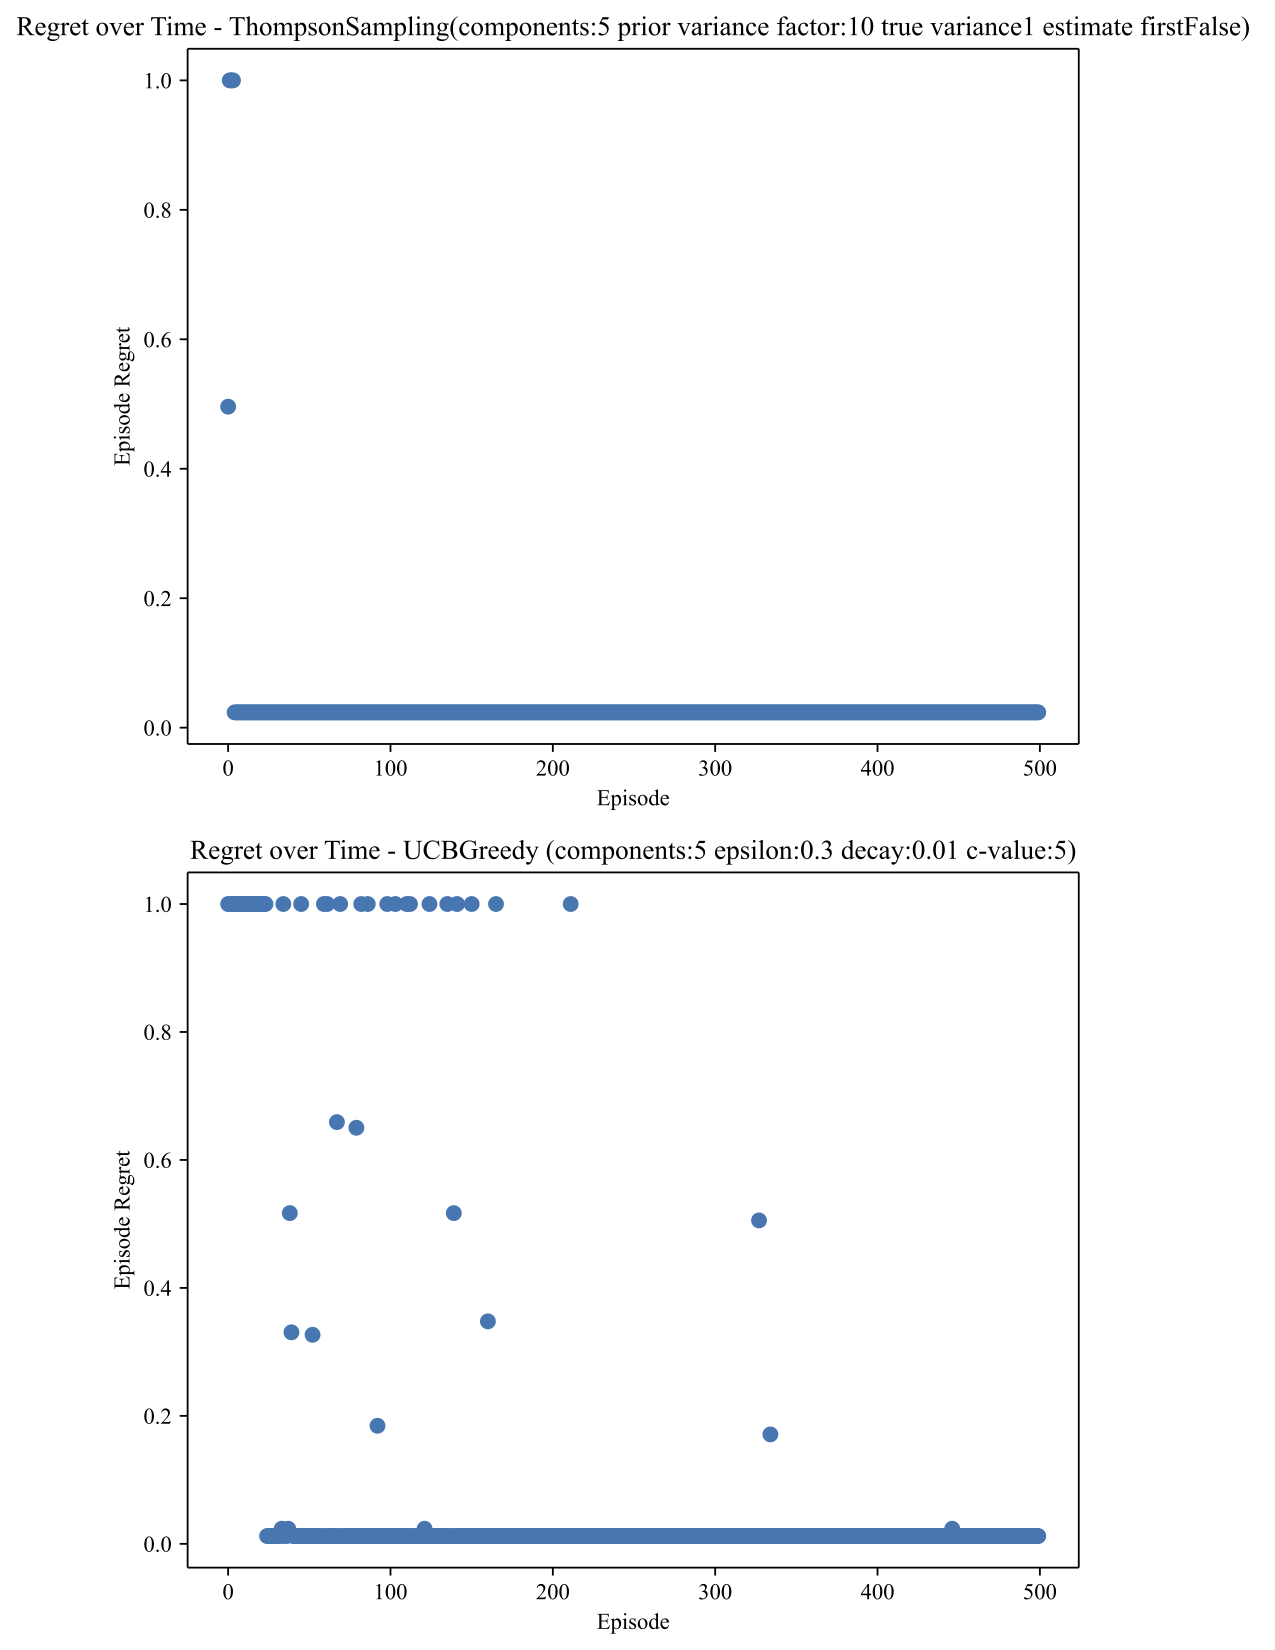 Regret over Time - ThompsonSampling(components:5 prior variance factor:10 true variance1 estimate firstFalse)
1.0
0.8
0.6
0.4
0.2
0.0
Episode Regret
0 100 200 300 400 500
Episode
Regret over Time - UCBGreedy (components:5 epsilon:0.3 decay:0.01 c-value:5)
1.0
0.8
0.6
0.4
0.2
0.0
Episode Regret
0 100 200 300 400 500
Episode